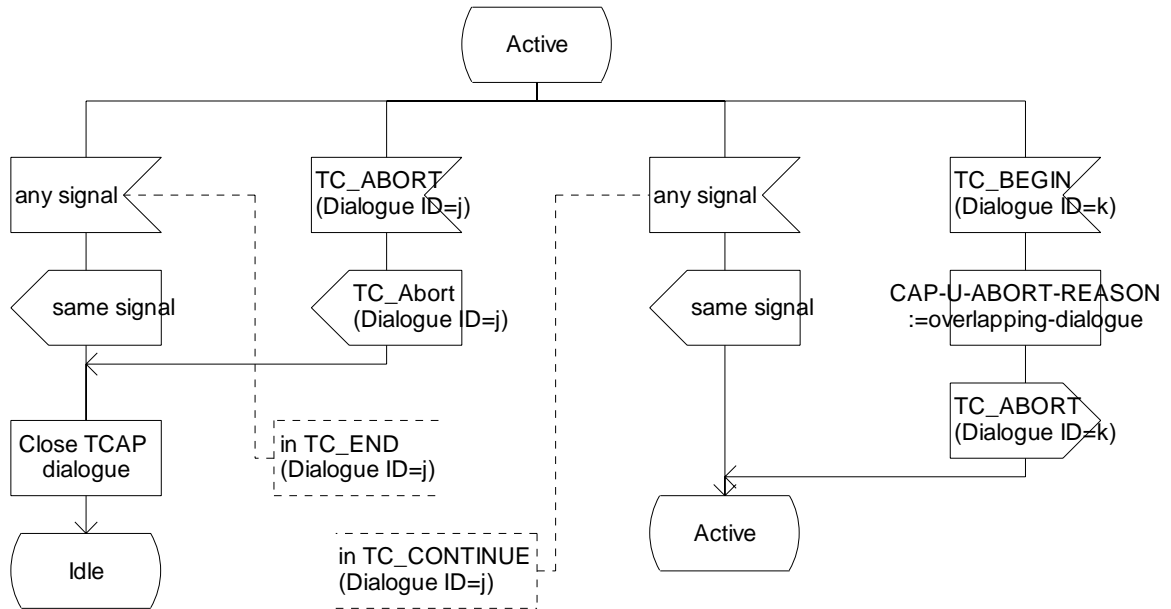 Active
any signal
TC_ABORT
(Dialogue ID=j)
any signal
TC_BEGIN
(Dialogue ID=k)
same signal
TC_Abort
(Dialogue ID=j)
same signal
CAP-U-ABORT-REASON
:=overlapping-dialogue
TC_ABORT
(Dialogue ID=k)
Close TCAP
dialogue
in TC_END
(Dialogue ID=j)
Active
Idle
in TC_CONTINUE
(Dialogue ID=j)